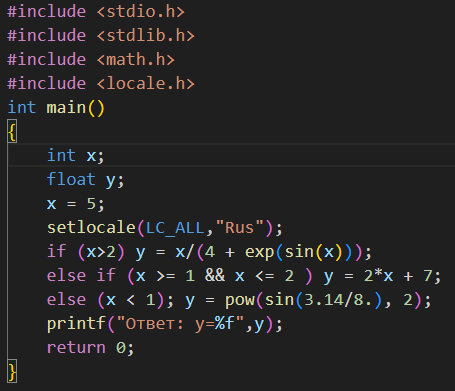 #include <stdio.h>
#include <stdlib.h>
#include <math.h>
#include <locale.h>
int main()
{
    int x;
    float y;
    x = 5;
    setlocale(LC_ALL,"Rus");
    if (x>2) y = x/(4 + exp(sin(x)));
    else if (x >= 1 && x <= 2 ) y = 2*x + 7;
    else (x < 1); y = pow(sin(3.14/8.), 2);
    printf("Ответ: y=%f",y);
    return 0;
}